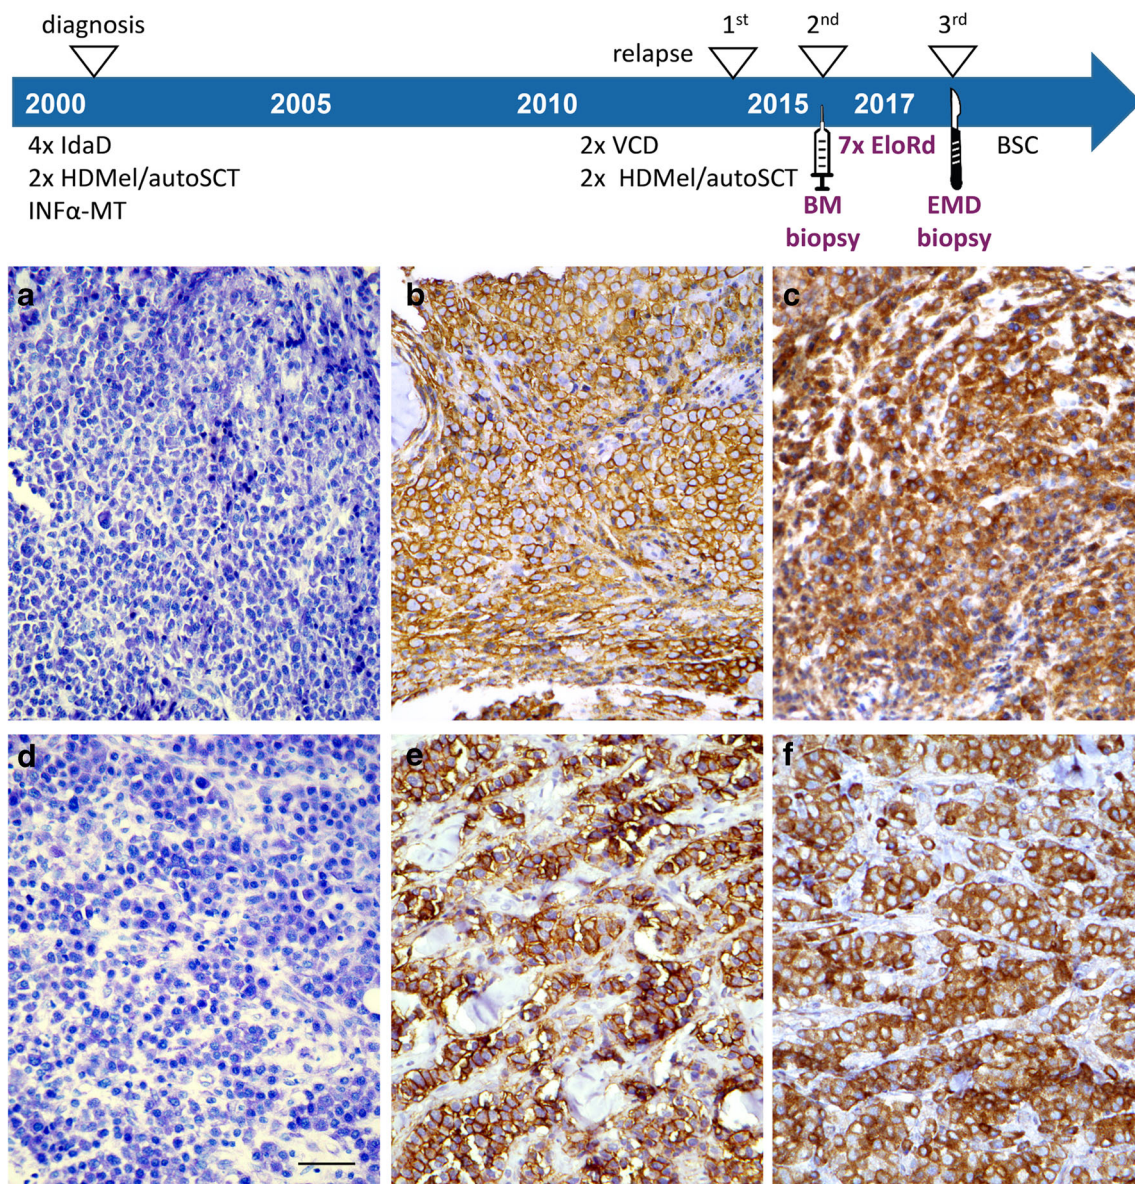 diagnosis
relapse
1st
2nd
3rd
2000
2005
2010
2015
2017
4x IdaD
2x HDMel/autoSCT
INFα-MT
2x VCD
2x HDMel/autoSCT
7x EloRd
BSC
BM
biopsy
EMD
biopsy
a
b
c
d
e
f